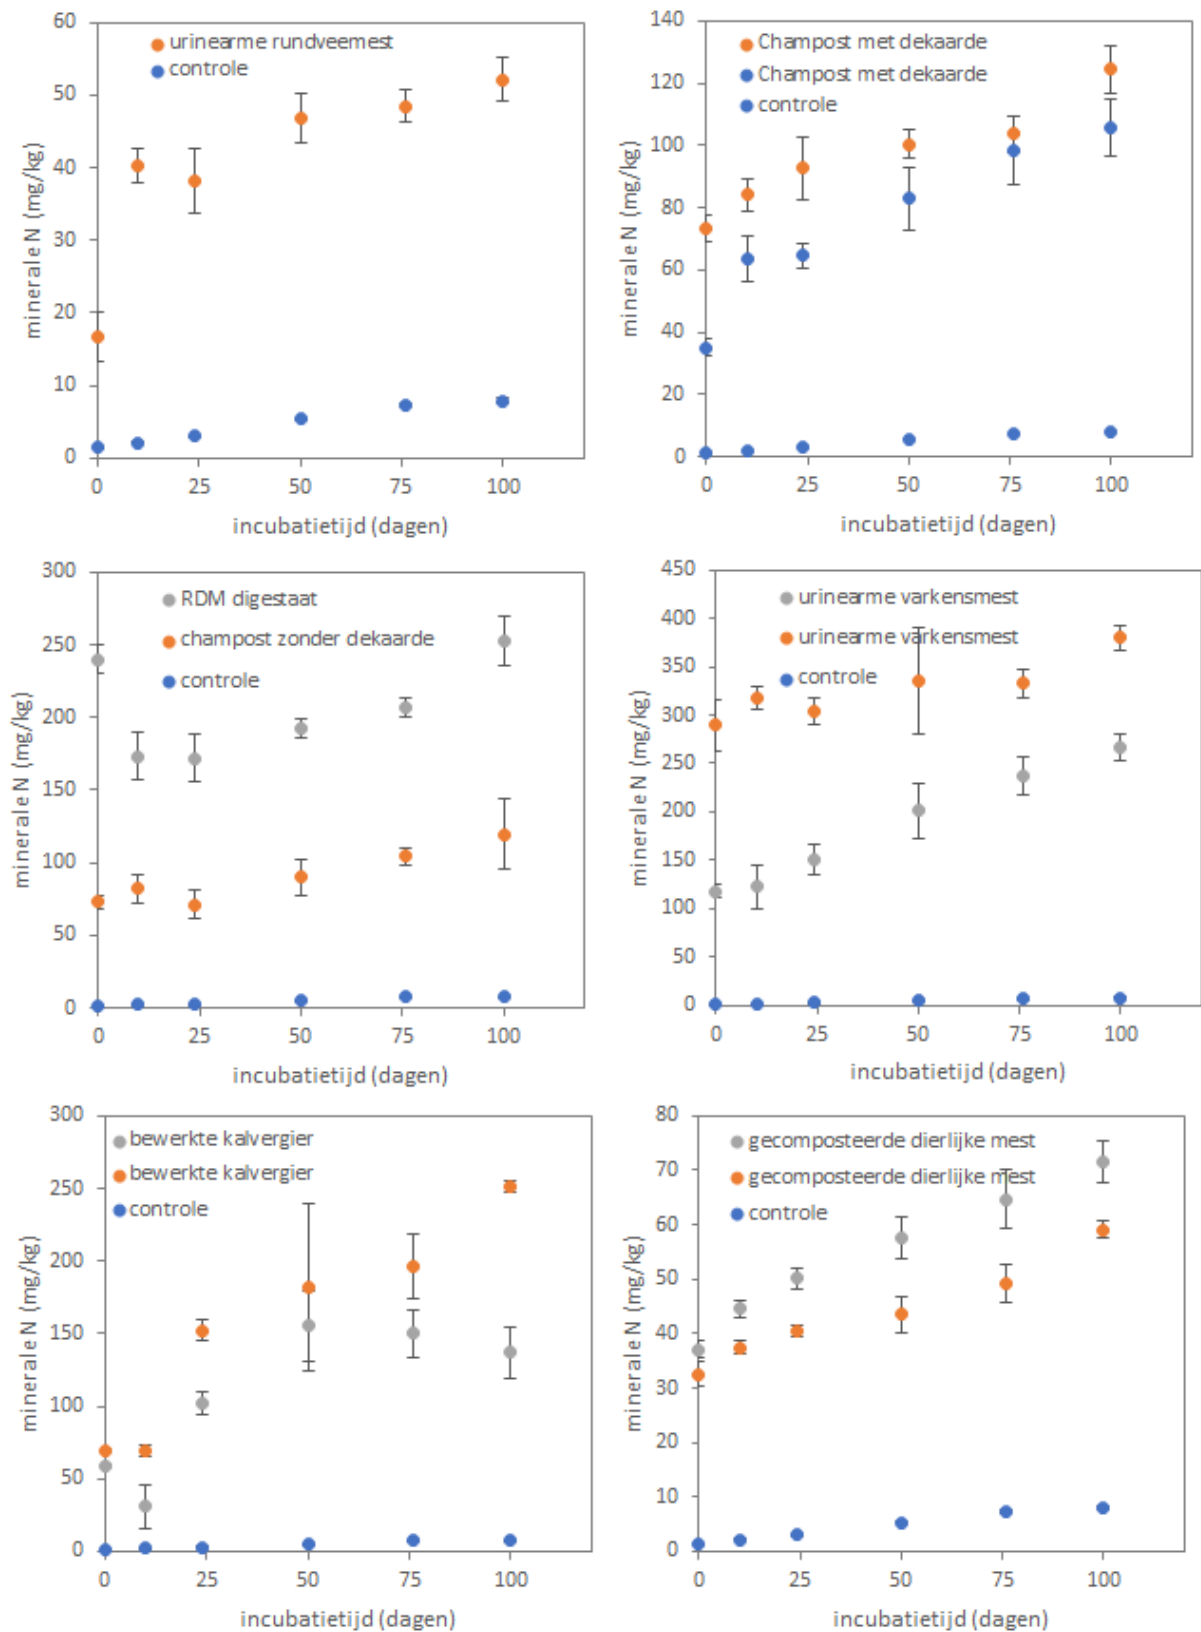 60
50
40
30
20
10
0
minerale N (mg/kg)
urinearme rundveemest
controle
0 25 50 75 100
incubatietijd (dagen)
140
120
100
80
60
40
20
0
minerale N (mg/kg)
Champost met dekaarde
Champost met dekaarde
controle
0 25 50 75 100
incubatietijd (dagen)
300
250
200
150
100
50
0
minerale N (mg/kg)
RDM digestaat
champost zonder dekaarde
controle
0 25 50 75 100
incubatietijd (dagen)
450
400
350
300
250
200
150
100
50
0
minerale N (mg/kg)
urinearme varkensmest
urinearme varkensmest
controle
0 25 50 75 100
incubatietijd (dagen)
300
250
200
150
100
50
0
minerale N (mg/kg)
bewerkte kalvergier
bewerkte kalvergier
controle
0 25 50 75 100
incubatietijd (dagen)
80
70
60
50
40
30
20
10
0
minerale N (mg/kg)
gecomposteerde dierlijke mest
gecomposteerde dierlijke mest
controle
0 25 50 75 100
incubatietijd (dagen)